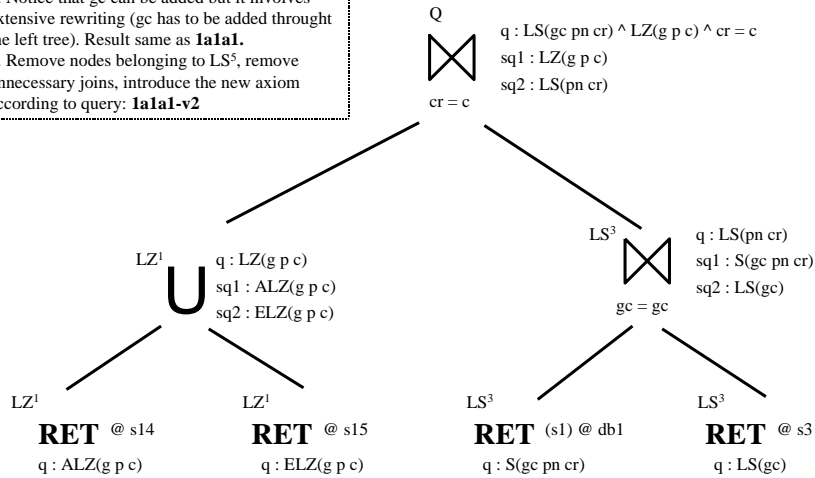 Notice that gc can be added but it involves
xtensive rewriting (gc has to be added throught
e left tree). Result same as 1a1a1.
Remove nodes belonging to LS⁵, remove
nnecessary joins, introduce the new axiom
ccording to query: 1a1a1-v2
Q
q : LS(gc pn cr) ^ LZ(g p c) ^ cr = c
sq1 : LZ(g p c)
sq2 : LS(pn cr)
cr = c
LZ¹
q : LZ(g p c)
sq1 : ALZ(g p c)
sq2 : ELZ(g p c)
LS³
q : LS(pn cr)
sq1 : S(gc pn cr)
sq2 : LS(gc)
gc = gc
LZ¹
RET @ s14
q : ALZ(g p c)
LZ¹
RET @ s15
q : ELZ(g p c)
LS³
RET (s1) @ db1
q : S(gc pn cr)
LS³
RET @ s3
q : LS(gc)